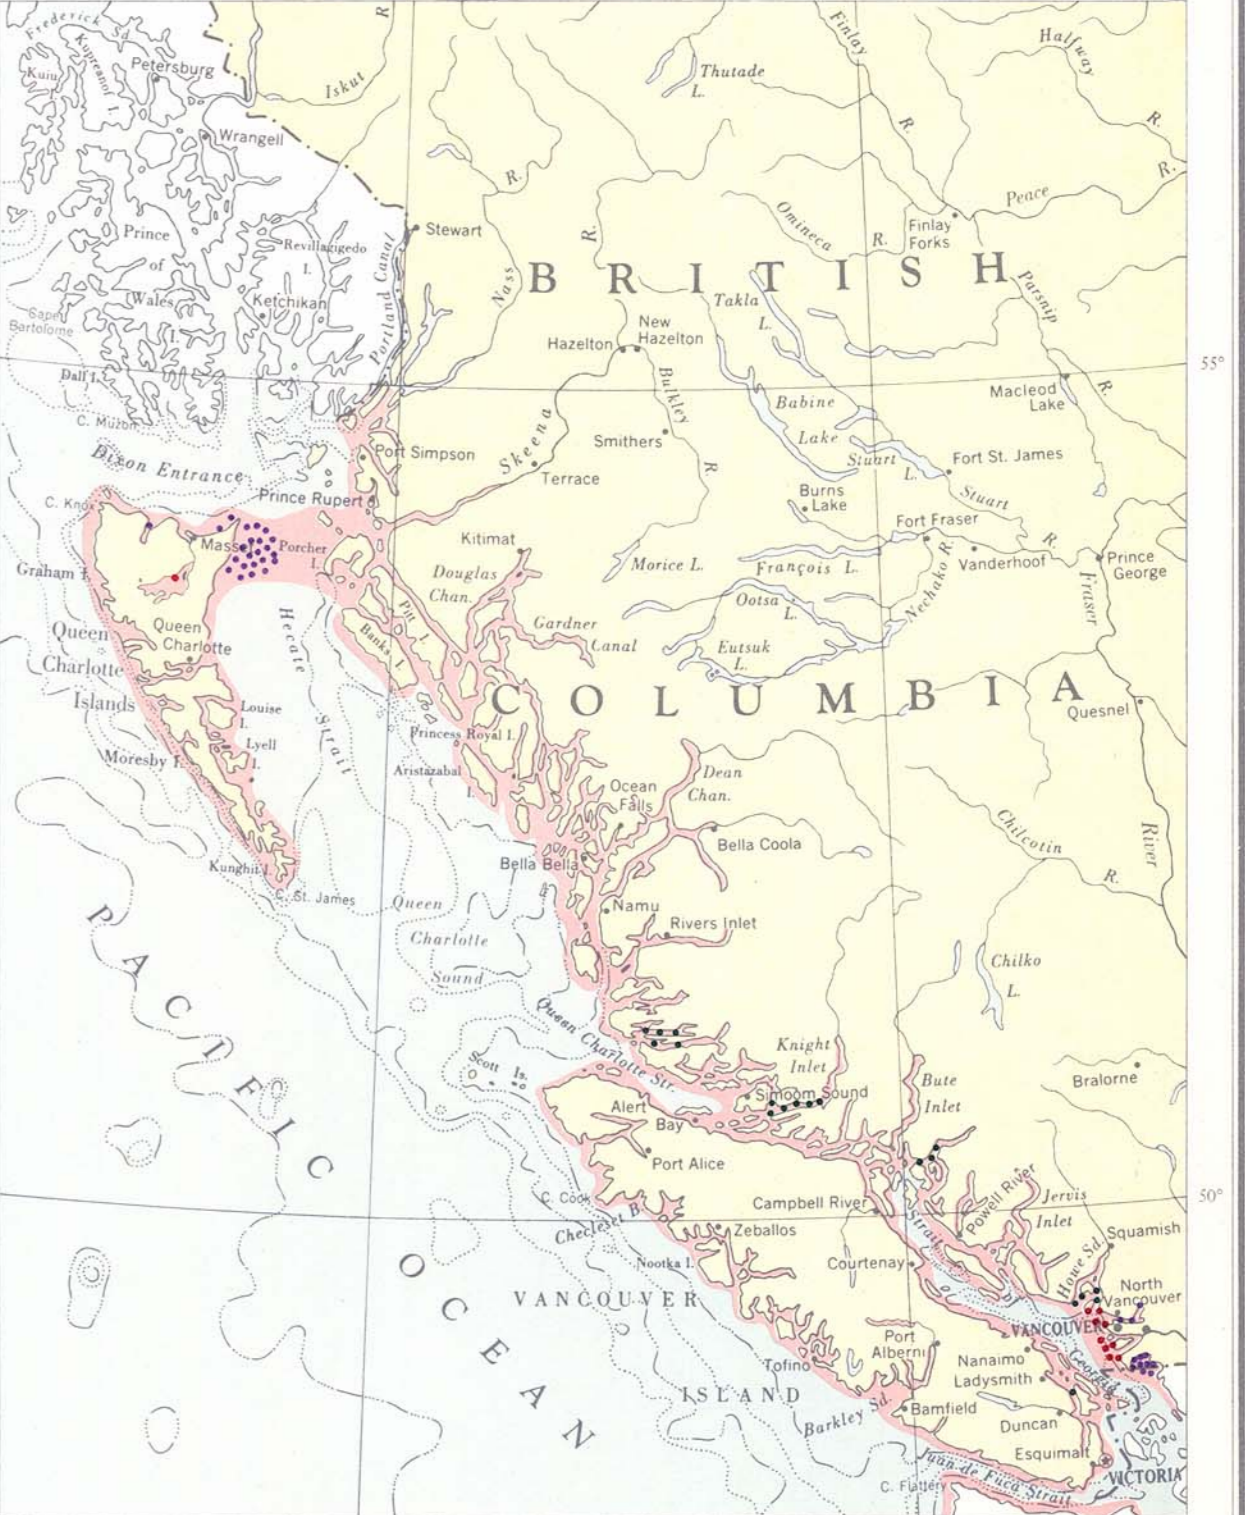 Frederick Sd.
Kupreanof I.
Kuiu
Petersburg
Wrangell
Iskut
R.
Thutade
L.
Finlay
R.
Halfway
R.
Prince
of
Wales
I.
Revillagigedo
I.
Ketchikan
Cape
Bartolome
Dall I.
C. Muzon
Portland Canal
Stewart
Nass
R.
R.
Omineca
R.
Finlay
Forks
Peace
R.
BRITISH
Takla
L.
Parsnip
R.
Hazelton
New
Hazelton
Bulkley
R.
Smithers
Babine
Lake
Macleod
Lake
55°
Dixon Entrance
Port Simpson
Skeena
Terrace
Stuart
L.
Fort St. James
Stuart
R.
Burns
Lake
Fort Fraser
C. Knox
Prince Rupert
Masset
Porcher
I.
Kitimat
Douglas
Chan.
Morice L.
François L.
Nechako R.
Vanderhoof
Prince
George
Fraser
River
Graham I.
Queen
Charlotte
Islands
Queen
Charlotte
Hecate
Strait
Pitt
I.
Banks I.
Gardner
Canal
Ootsa
L.
Eutsuk
L.
COLUMBIA
Quesnel
Louise
I.
Lyell
I.
Moresby I.
Princess Royal I.
Aristazabal
I.
Ocean
Falls
Dean
Chan.
Bella Coola
Chilcotin
R.
Kunghit I.
C. St. James
Bella Bella
Queen
Charlotte
Sound
Namu
Rivers Inlet
Chilko
L.
PACIFIC
OCEAN
Queen Charlotte Str.
Scott Is.
Knight
Inlet
Simoom Sound
Bute
Inlet
Bralorne
Alert
Bay
Port Alice
C. Cook
Checleset B.
Campbell River
Powell River
Jervis
Inlet
50°
Zeballos
Nootka I.
Courtenay
Strait
of
Georgia
Howe Sd.
Squamish
North
Vancouver
VANCOUVER
VANCOUVER
ISLAND
Port
Alberni
Nanaimo
Ladysmith
Tofino
Barkley Sd.
Bamfield
Duncan
Esquimalt
VICTORIA
Juan de Fuca Strait
C. Flattery